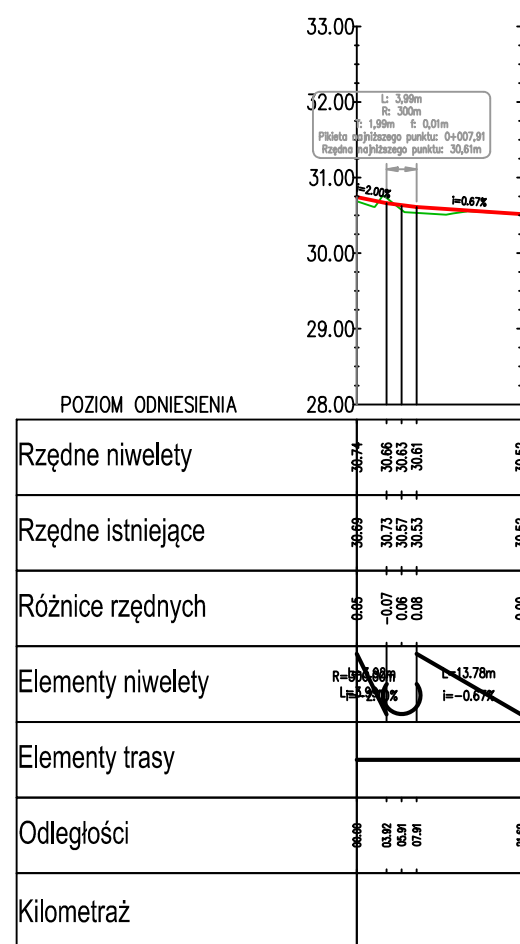 33.00
32.00
L: 3,99m
R: 300m
T: 1,99m f: 0,01m
Pikieta najniższego punktu: 0+007,91
Rzędna najniższego punktu: 30,61m
31.00
i=2.00%
i=0.67%
30.00
29.00
28.00
POZIOM ODNIESIENIA
Rzędne niwelety 30.74 30.66 30.63 30.61
Rzędne istniejące 30.69 30.73 30.57 30.53
Różnice rzędnych 0.05 -0.07 0.06 0.08
Elementy niwelety
L=13.78m
i=-0.67%
Elementy trasy
Odległości 00.00 03.92 05.91 07.91
Kilometraż